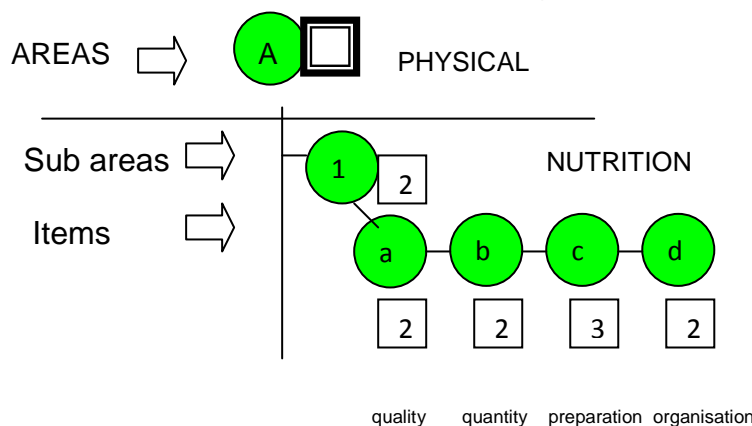 AREAS A PHYSICAL
Sub areas 1 2 NUTRITION
Items
a b c d
2 2 3 2
quality quantity preparation organisation